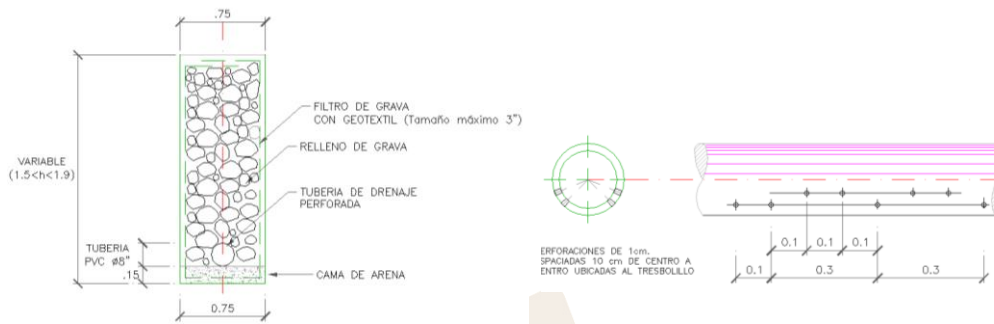 .75
FILTRO DE GRAVA
CON GEOTEXTIL (Tamaño máximo 3")
RELLENO DE GRAVA
VARIABLE
(1.5<h<1.9)
TUBERIA DE DRENAJE
PERFORADA
TUBERIA
PVC ø8"
.15
CAMA DE ARENA
0.75
ERFORACIONES DE 1cm.
SPACIADAS 10 cm DE CENTRO A
ENTRO UBICADAS AL TRESBOLILLO
0.1 0.1 0.1
0.1 0.3 0.3